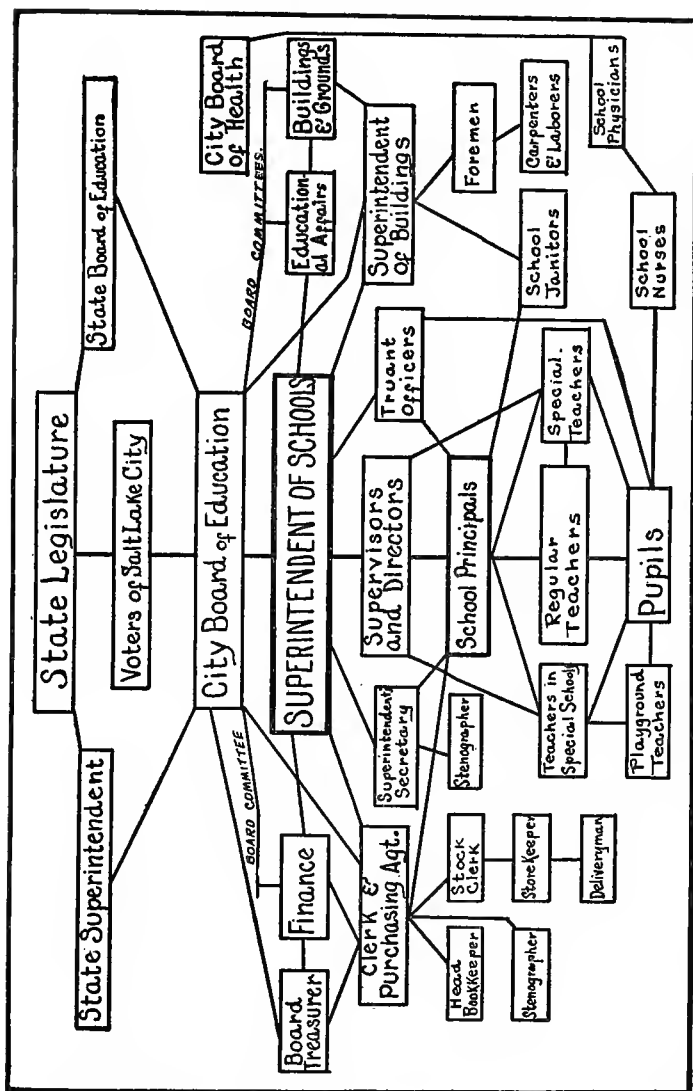 State Legislature
State Superintendent
Voters of Salt Lake City
State Board of Education
City Board of Education
BOARD COMMITTEE
BOARD COMMITTEES.
City Board
of Health
Board
Treasurer
Finance
SUPERINTENDENT OF SCHOOLS
Education-
al Affairs
Buildings
& Grounds
Clerk &
Purchasing Agt.
Superintendent's
Secretary
Supervisors
and Directors
Truant
Officers
Superintendent
of Buildings
Head
BookKeeper
Stock
Clerk
Stenographer
School Principals
School
Janitors
Foremen
Stenographer
StoreKeeper
Deliveryman
Teachers in
Special Schools
Regular
Teachers
Special.
Teachers
Carpenters
& Laborers
School
Physicians
Playground
Teachers
Pupils
School
Nurses